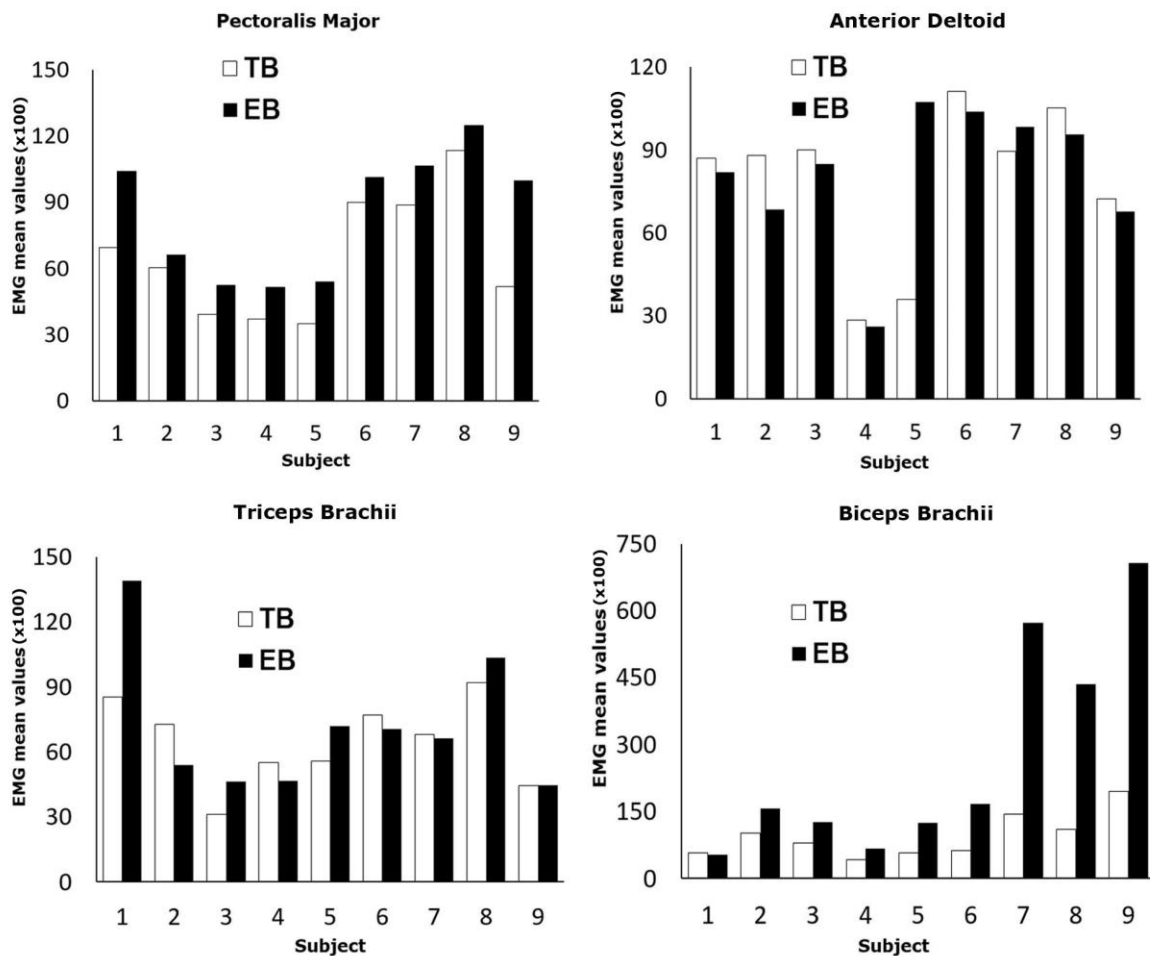 Pectoralis Major
EMG mean values (x100)
150
120
90
60
30
0
TB
EB
1 2 3 4 5 6 7 8 9
Subject
Anterior Deltoid
EMG mean values (x100)
120
90
60
30
0
TB
EB
1 2 3 4 5 6 7 8 9
Subject
Triceps Brachii
EMG mean values (x100)
150
120
90
60
30
0
TB
EB
1 2 3 4 5 6 7 8 9
Subject
Biceps Brachii
EMG mean values (x100)
750
600
450
300
150
0
TB
EB
1 2 3 4 5 6 7 8 9
Subject